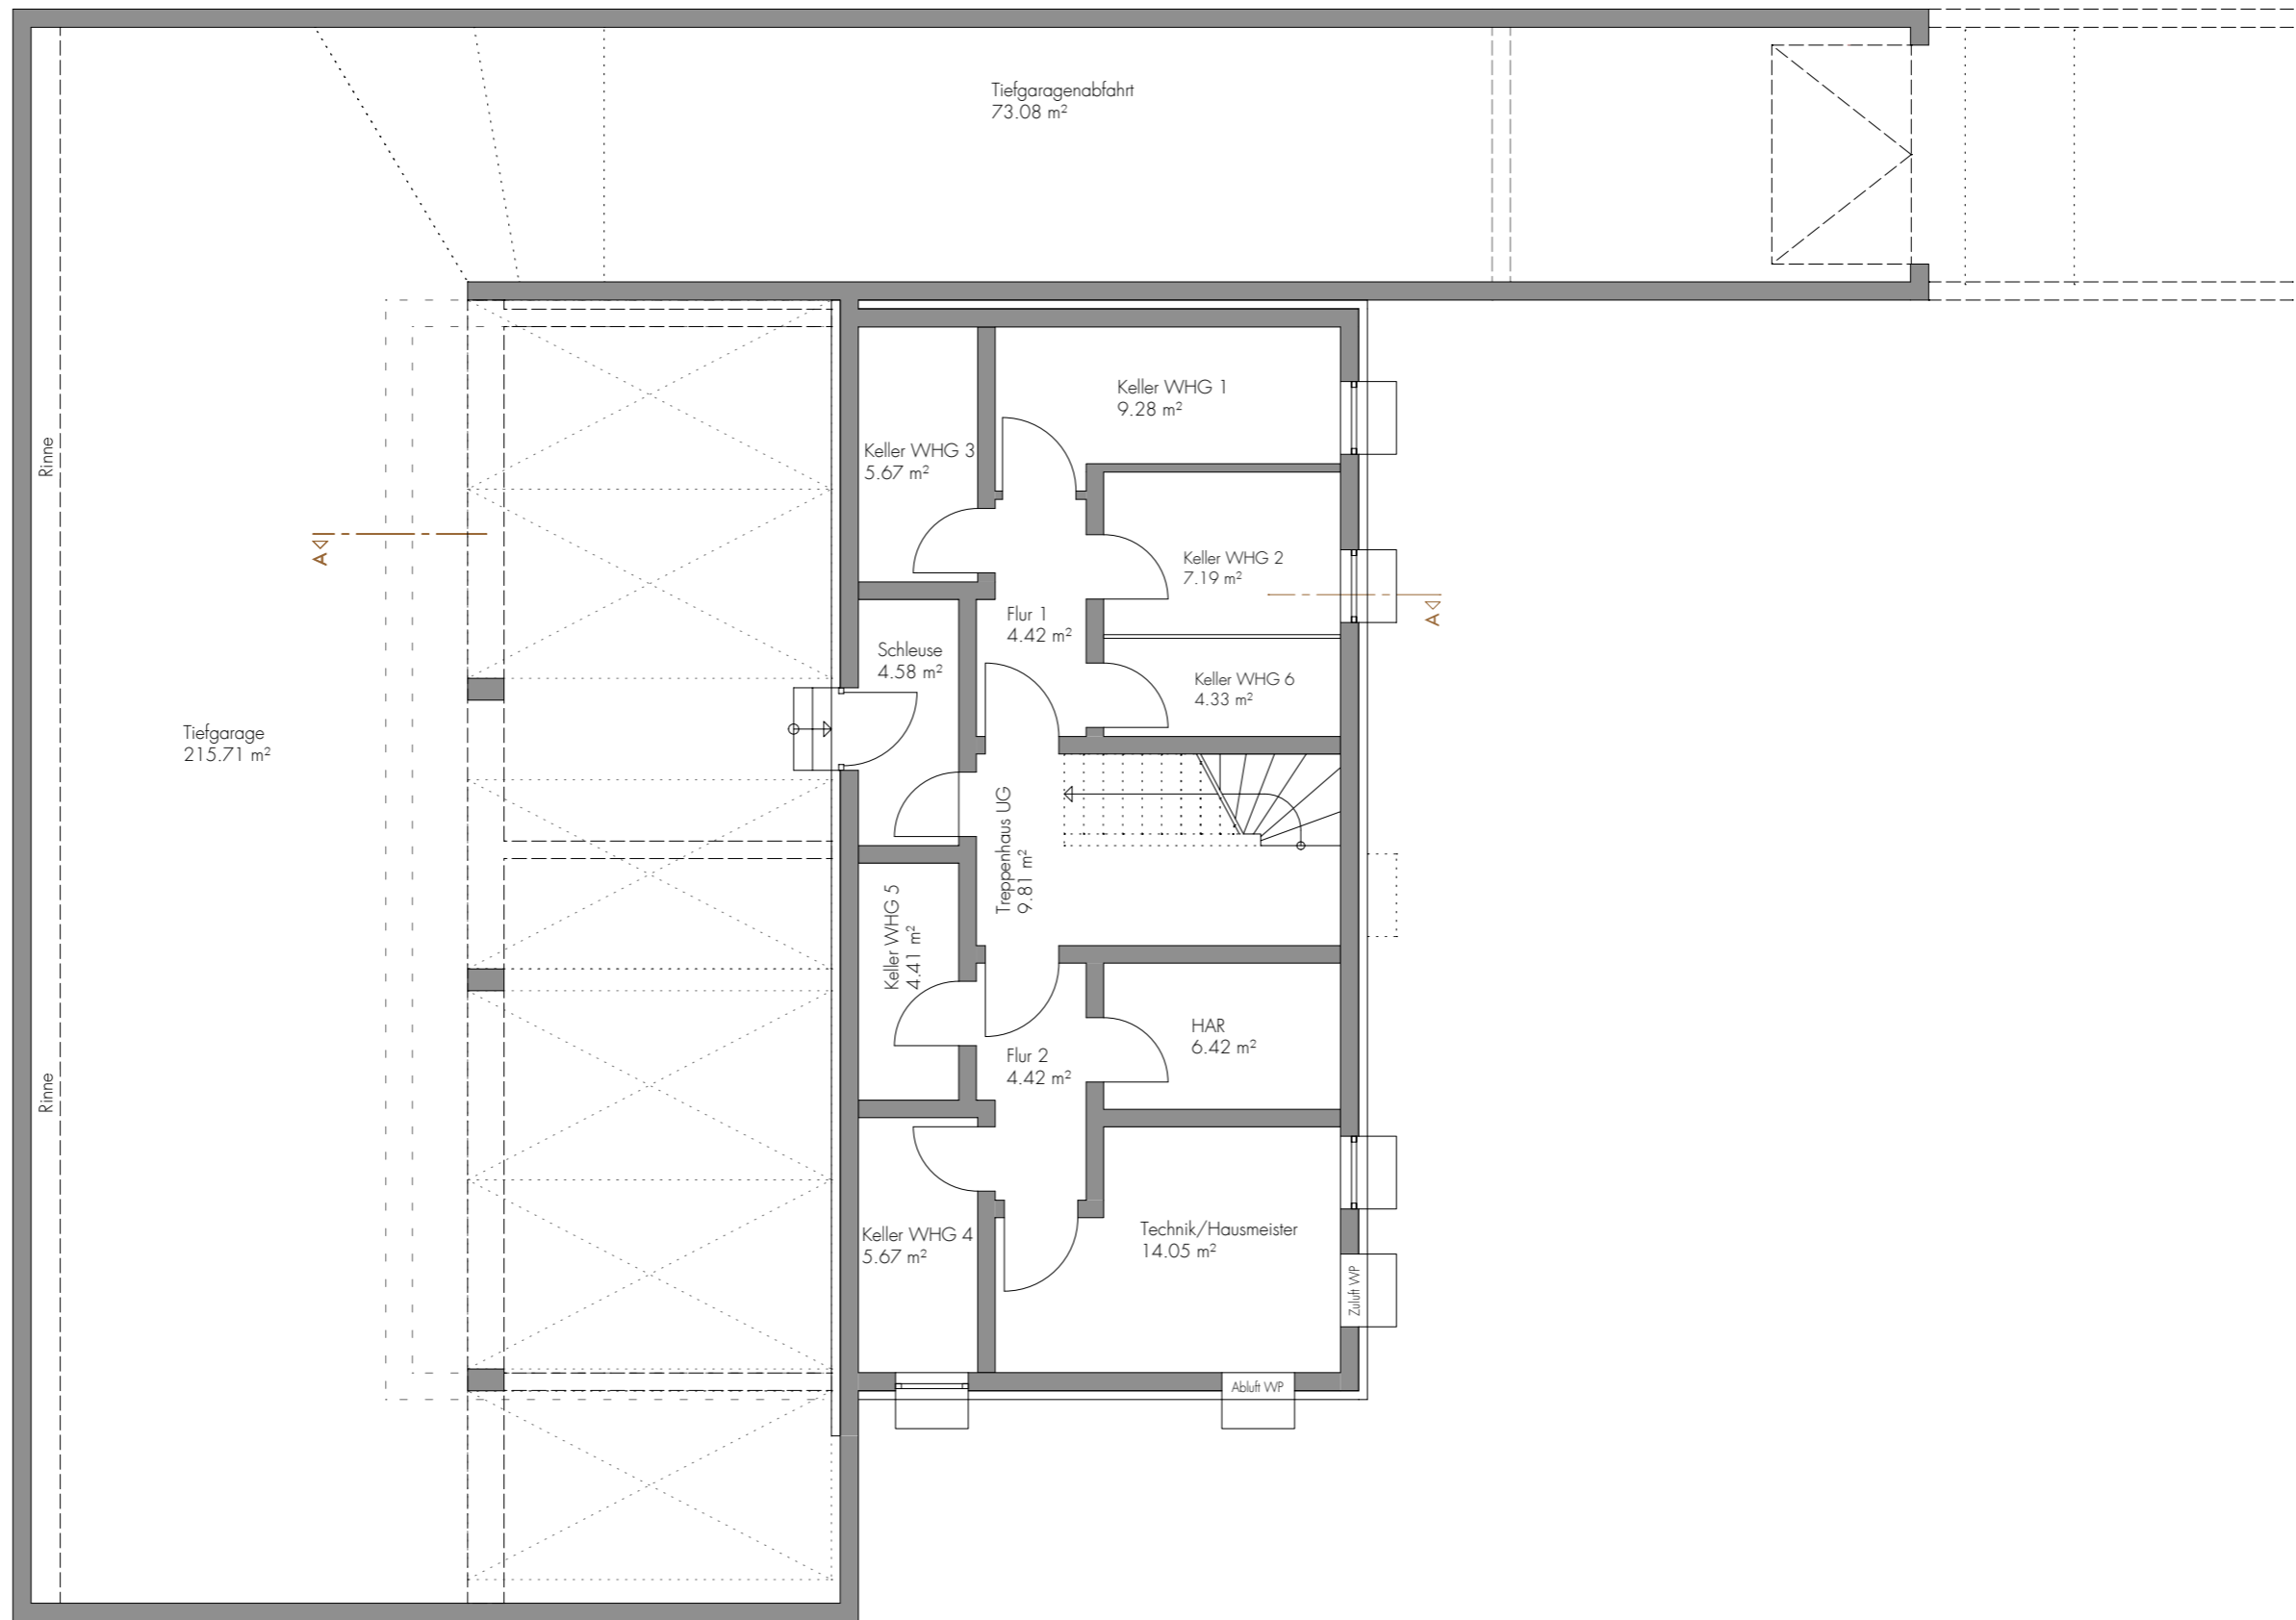 Tiefgaragenabfahrt
73.08 m²
Keller WHG 1
9.28 m²
Keller WHG 3
5.67 m²
Rinne
Keller WHG 2
7.19 m²
A
A
Flur 1
4.42 m²
Schleuse
4.58 m²
Keller WHG 6
4.33 m²
Tiefgarage
215.71 m²
Treppenhaus UG
9.81 m²
Keller WHG 5
4.41 m²
HAR
6.42 m²
Flur 2
4.42 m²
Rinne
Keller WHG 4
5.67 m²
Technik/Hausmeister
14.05 m²
Zuluft WP
Abluft WP